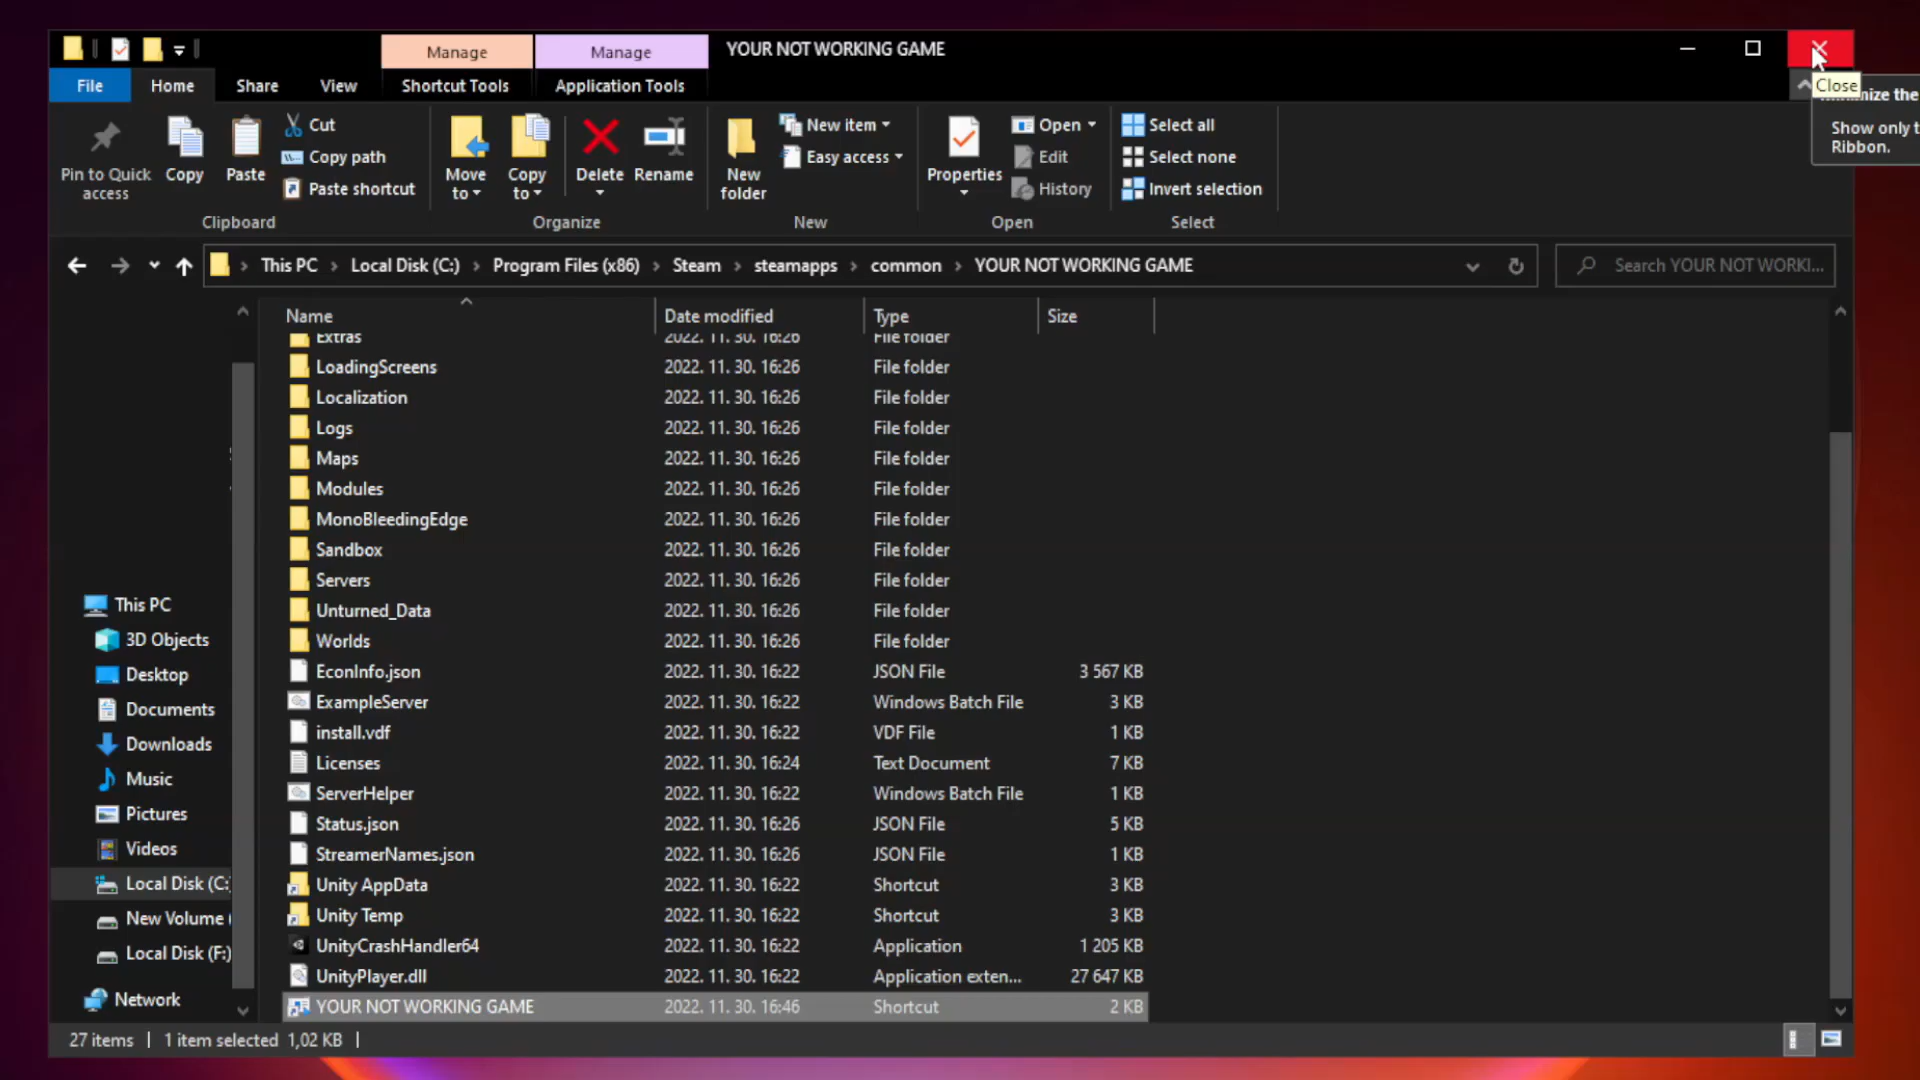 Manage
Manage
YOUR NOT WORKING GAME
File
Home
Share
View
Shortcut Tools
Application Tools
Close
the
Show only t
Ribbon.
Pin to Quick access
Copy
Paste
Cut
Copy path
Paste shortcut
Move to
Copy to
Delete
Rename
New folder
New item
Easy access
Properties
Open
Edit
History
Select all
Select none
Invert selection
Clipboard
Organize
New
Open
Select
This PC > Local Disk (C:) > Program Files (x86) > Steam > steamapps > common > YOUR NOT WORKING GAME
Search YOUR NOT WORKI...
Name Date modified Type Size
Extras 2022. 11. 30. 16:26 File folder
LoadingScreens 2022. 11. 30. 16:26 File folder
Localization 2022. 11. 30. 16:26 File folder
Logs 2022. 11. 30. 16:26 File folder
Maps 2022. 11. 30. 16:26 File folder
Modules 2022. 11. 30. 16:26 File folder
MonoBleedingEdge 2022. 11. 30. 16:26 File folder
Sandbox 2022. 11. 30. 16:26 File folder
Servers 2022. 11. 30. 16:26 File folder
Unturned_Data 2022. 11. 30. 16:26 File folder
Worlds 2022. 11. 30. 16:26 File folder
EconInfo.json 2022. 11. 30. 16:22 JSON File 3 567 KB
ExampleServer 2022. 11. 30. 16:22 Windows Batch File 3 KB
install.vdf 2022. 11. 30. 16:22 VDF File 1 KB
Licenses 2022. 11. 30. 16:24 Text Document 7 KB
ServerHelper 2022. 11. 30. 16:22 Windows Batch File 1 KB
Status.json 2022. 11. 30. 16:26 JSON File 5 KB
StreamerNames.json 2022. 11. 30. 16:26 JSON File 1 KB
Unity AppData 2022. 11. 30. 16:22 Shortcut 3 KB
Unity Temp 2022. 11. 30. 16:22 Shortcut 3 KB
UnityCrashHandler64 2022. 11. 30. 16:22 Application 1 205 KB
UnityPlayer.dll 2022. 11. 30. 16:22 Application exten... 27 647 KB
YOUR NOT WORKING GAME 2022. 11. 30. 16:46 Shortcut 2 KB
This PC
3D Objects
Desktop
Documents
Downloads
Music
Pictures
Videos
Local Disk (C:)
New Volume (
Local Disk (F:)
Network
27 items | 1 item selected 1,02 KB |